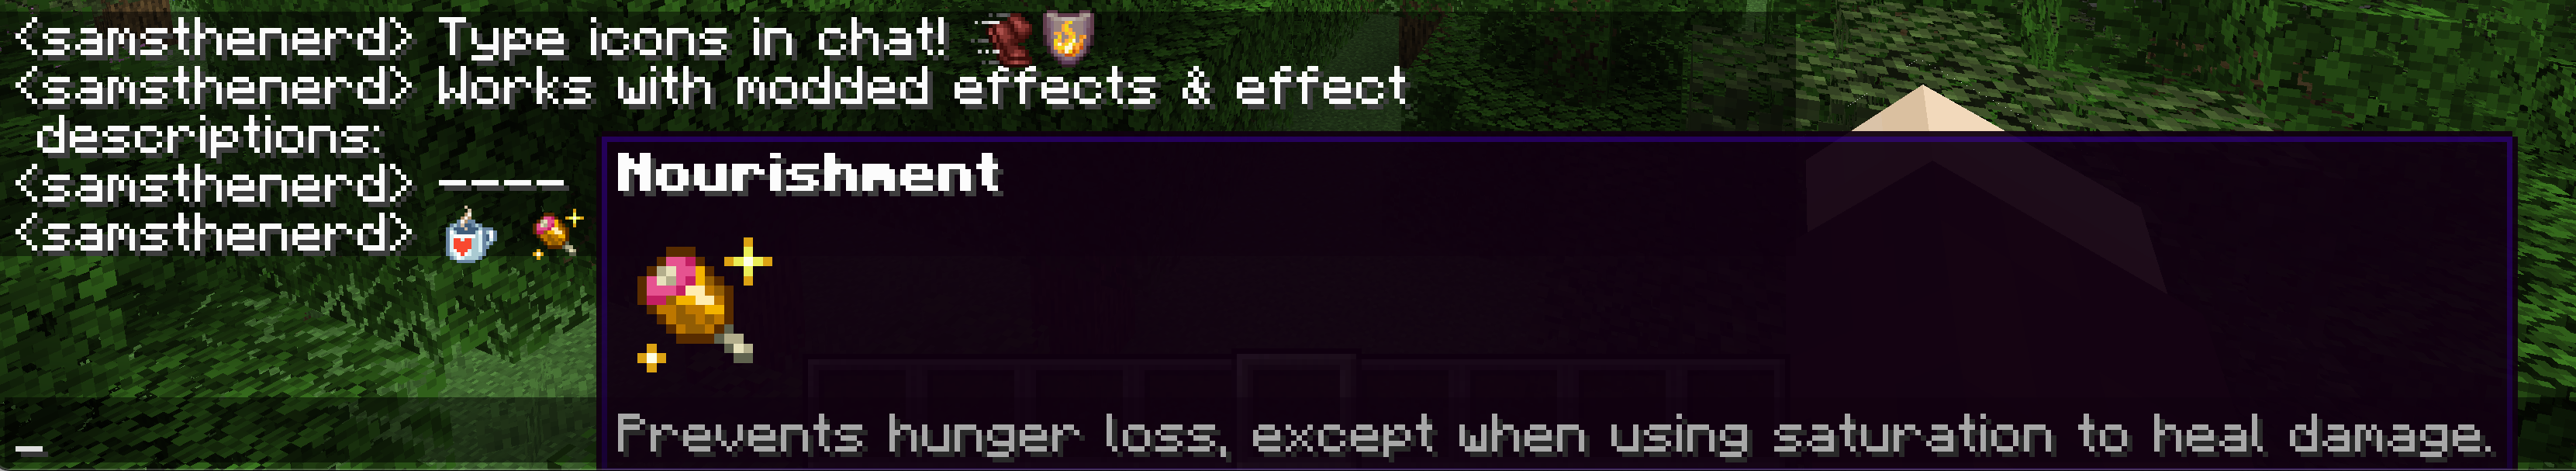 <samsthenerd> Type icons in chat!
<samsthenerd> Works with modded effects & effect
descriptions:
<samsthenerd> ----
<samsthenerd>
Nourishment
Prevents hunger loss, except when using saturation to heal damage.
_